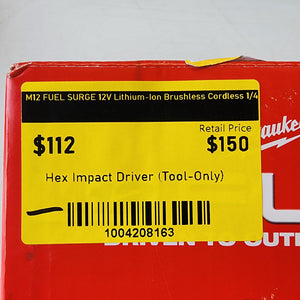 M12 FUEL SURGE 12V Lithium-Ion Brushless Cordless 1/4
Retail Price
$112 $150
Hex Impact Driver (Tool-Only)
1004208163